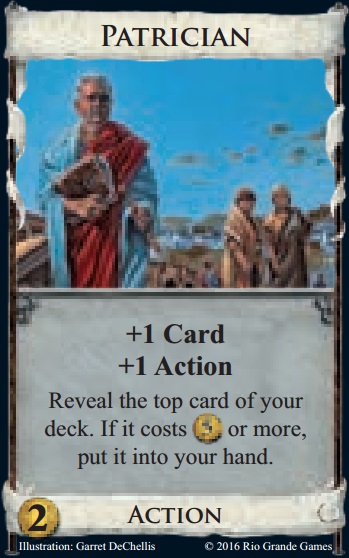 PATRICIAN
+1 Card
+1 Action
Reveal the top card of your
deck. If it costs 5 or more,
put it into your hand.
2 ACTION
Illustration: Garret DeChellis © 2016 Rio Grande Games